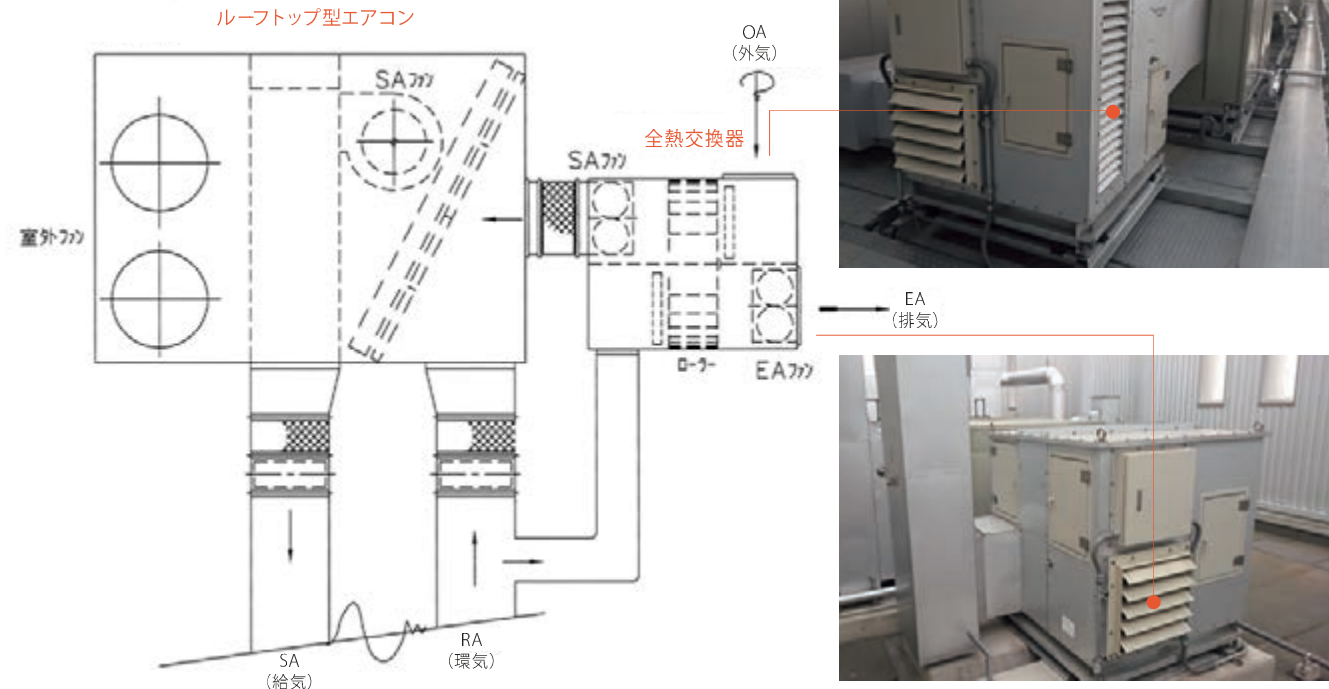 ルーフトップ型エアコン
OA
（外気）
SAファン
全熱交換器
SAファン
室外ファン
EA
（排気）
ローラー
EAファン
RA
（環気）
SA
（給気）